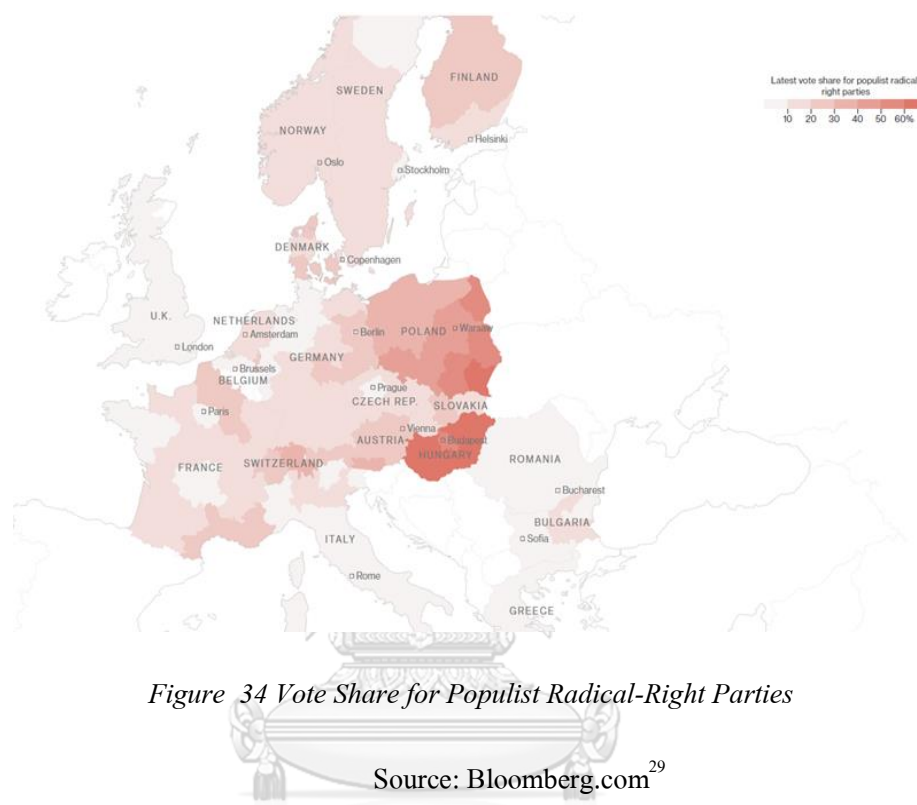 Latest vote share for populist radical
right parties
10 20 30 40 50 60%
FINLAND
SWEDEN
NORWAY
Helsinki
Oslo
Stockholm
DENMARK
Copenhagen
U.K.
NETHERLANDS
Amsterdam
Berlin
POLAND
Warsaw
London
GERMANY
Brussels
BELGIUM
Prague
CZECH REP.
SLOVAKIA
Paris
Vienna
AUSTRIA
Budapest
HUNGARY
FRANCE
SWITZERLAND
ROMANIA
Bucharest
BULGARIA
Sofia
ITALY
Rome
GREECE
Figure 34 Vote Share for Populist Radical-Right Parties
Source: Bloomberg.com29